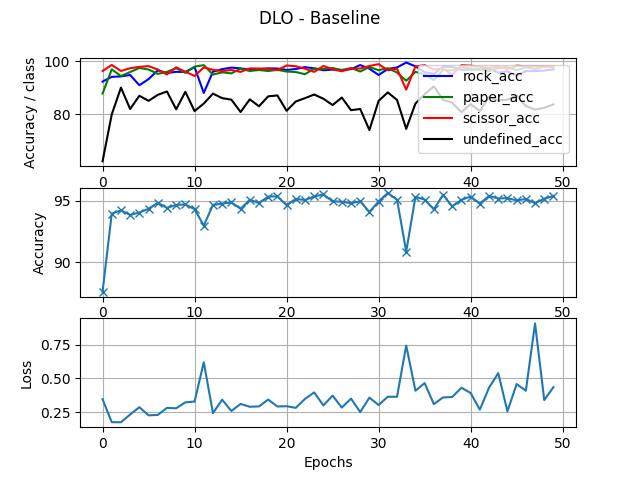 DLO - Baseline
Accuracy / class
100
80
rock_acc
paper_acc
scissor_acc
undefined_acc
0 10 20 30 40 50
Accuracy
95
90
0 10 20 30 40 50
Loss
0.75
0.50
0.25
0 10 20 30 40 50
Epochs